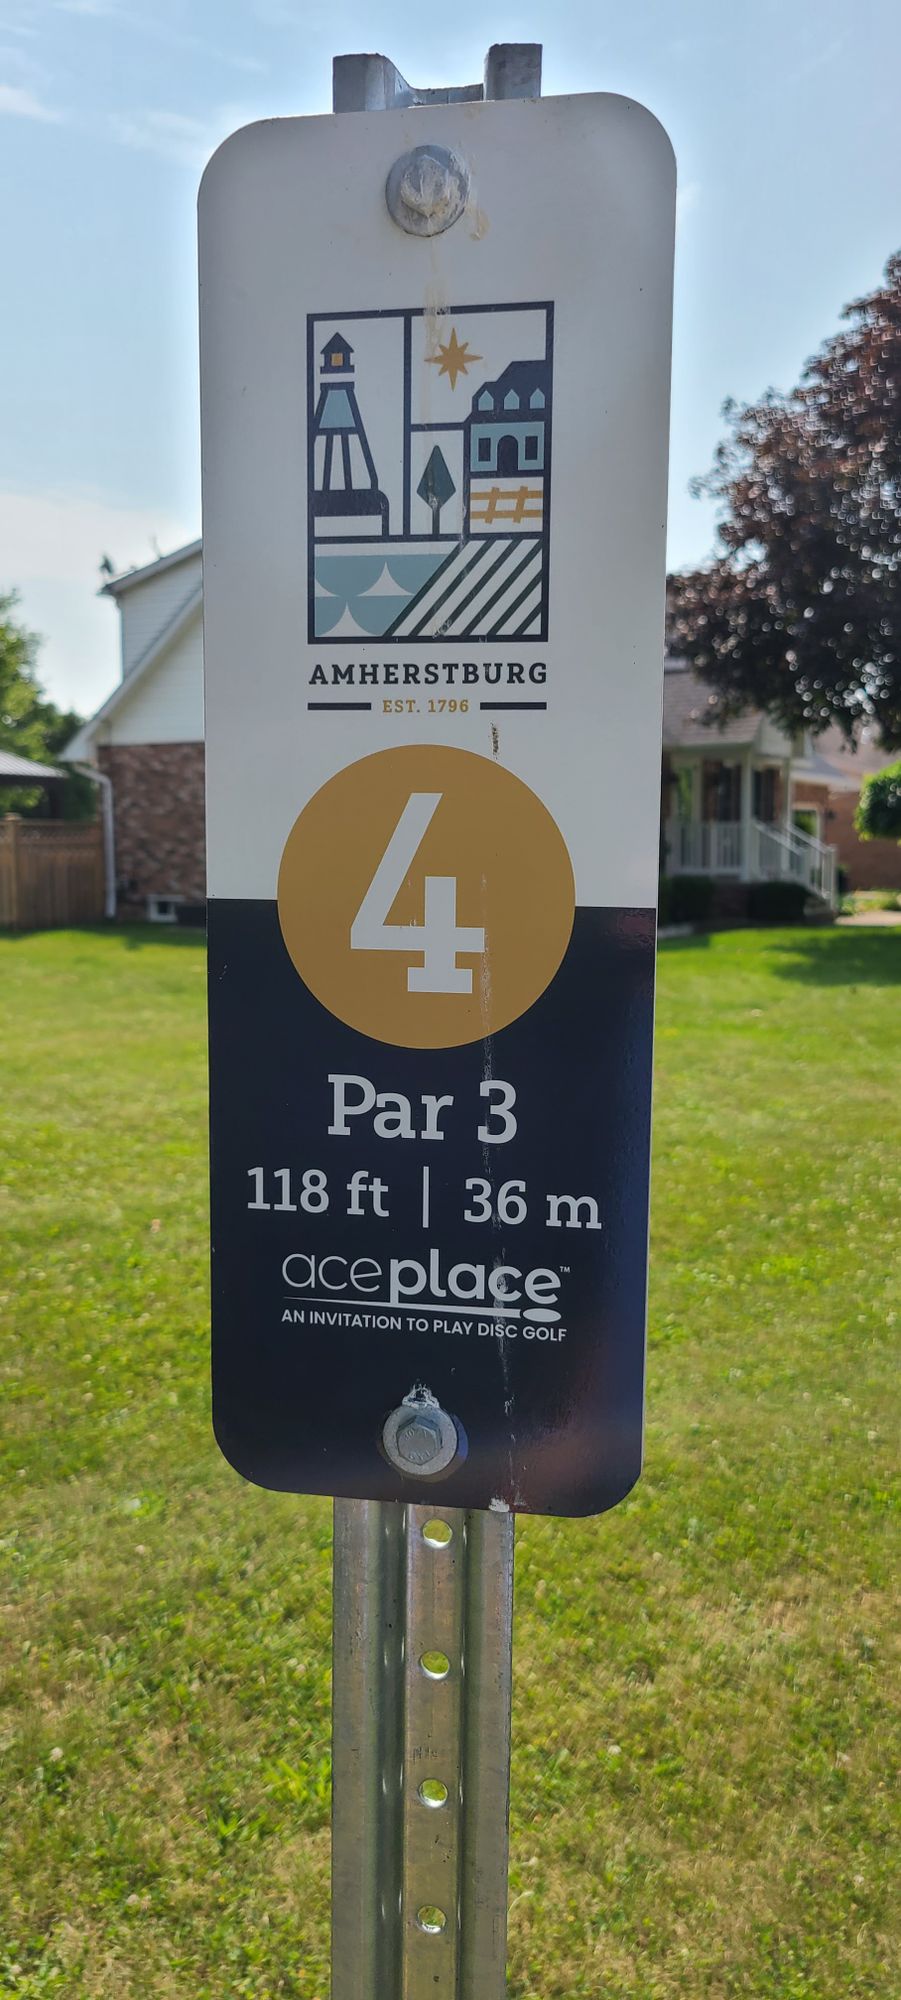 AMHERSTBURG
EST. 1796
4
Par 3
118 ft | 36 m
aceplace™
AN INVITATION TO PLAY DISC GOLF